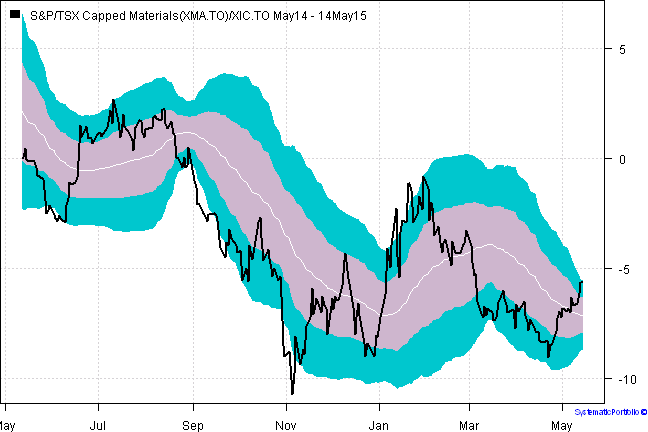 S&P/TSX Capped Materials(XMA.TO)/XIC.TO May14 - 14May15
5
0
-5
-10
May Jul Sep Nov Jan Mar May
SystematicPortfolio ©